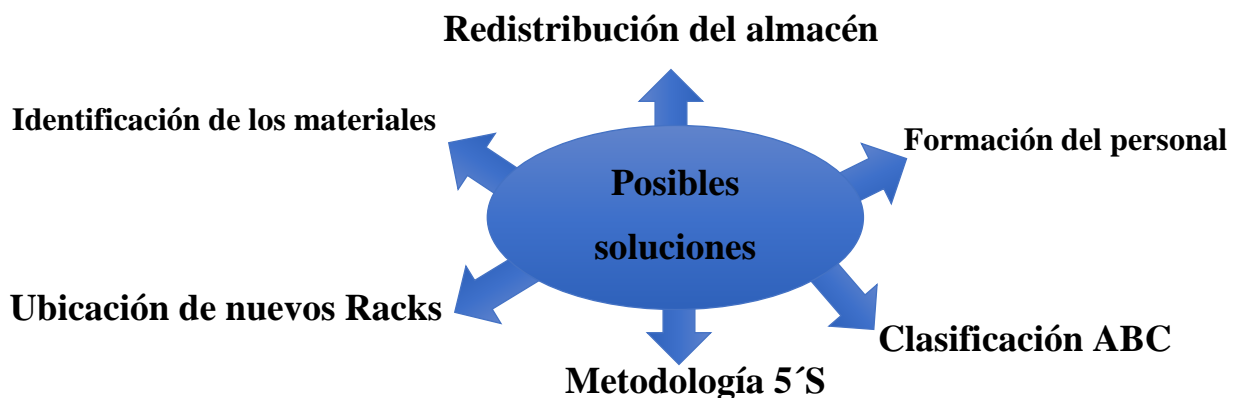 Redistribución del almacén
Identificación de los materiales
Formación del personal
Posibles
soluciones
Ubicación de nuevos Racks
Clasificación ABC
Metodología 5´S